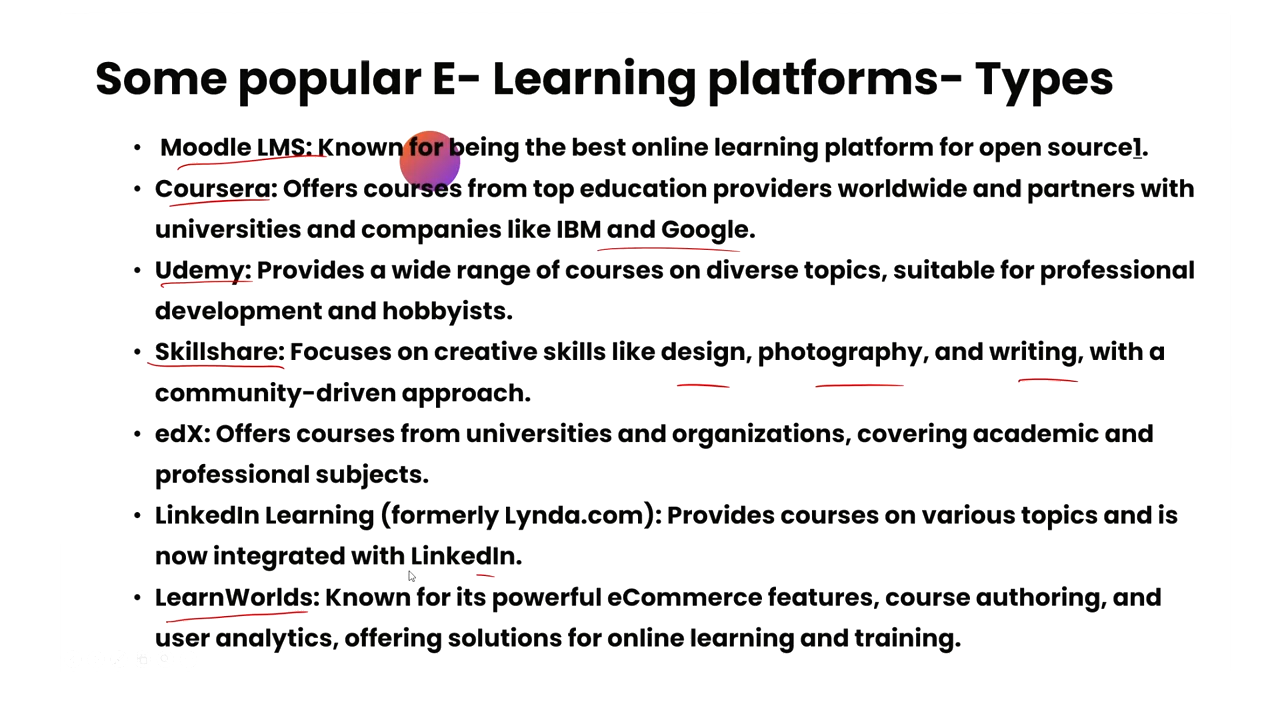 Some popular E- Learning platforms- Types
• Moodle LMS: Known for being the best online learning platform for open source1.
• Coursera: Offers courses from top education providers worldwide and partners with
universities and companies like IBM and Google.
• Udemy: Provides a wide range of courses on diverse topics, suitable for professional
development and hobbyists.
• Skillshare: Focuses on creative skills like design, photography, and writing, with a
community-driven approach.
• edX: Offers courses from universities and organizations, covering academic and
professional subjects.
• LinkedIn Learning (formerly Lynda.com): Provides courses on various topics and is
now integrated with LinkedIn.
• LearnWorlds: Known for its powerful eCommerce features, course authoring, and
user analytics, offering solutions for online learning and training.